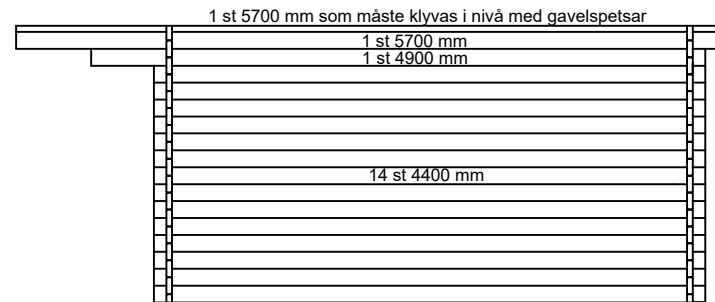 1 st 5700 mm som måste klyvas i nivå med gavelspetsar
1 st 5700 mm
1 st 4900 mm
14 st 4400 mm